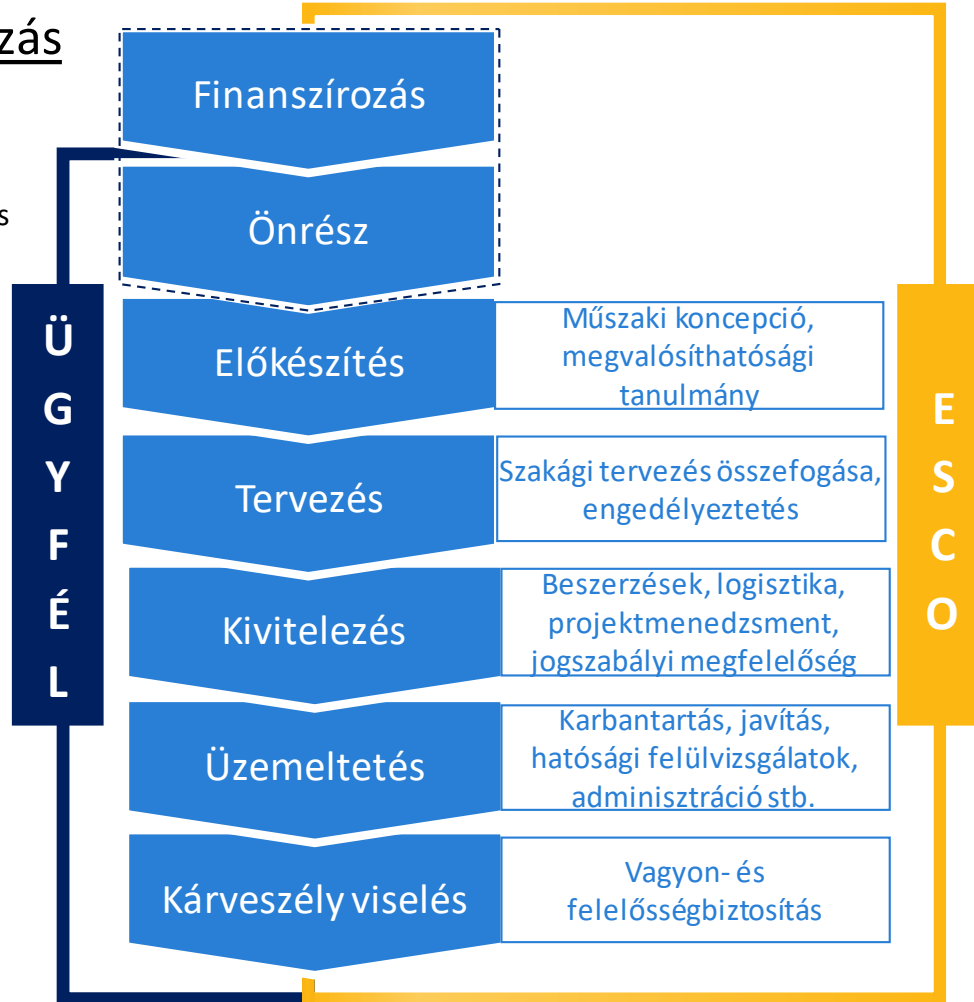 zás
s
Finanszírozás
Önrész
Előkészítés
Műszaki koncepció,
megvalósíthatósági
tanulmány
Tervezés
Szakági tervezés összefogása,
engedélyeztetés
Kivitelezés
Beszerzések, logisztika,
projektmenedzsment,
jogszabályi megfelelőség
Üzemeltetés
Karbantartás, javítás,
hatósági felülvizsgálatok,
adminisztráció stb.
Kárveszély viselés
Vagyon- és
felelősségbiztosítás
Ü
G
Y
F
É
L
E
S
C
O